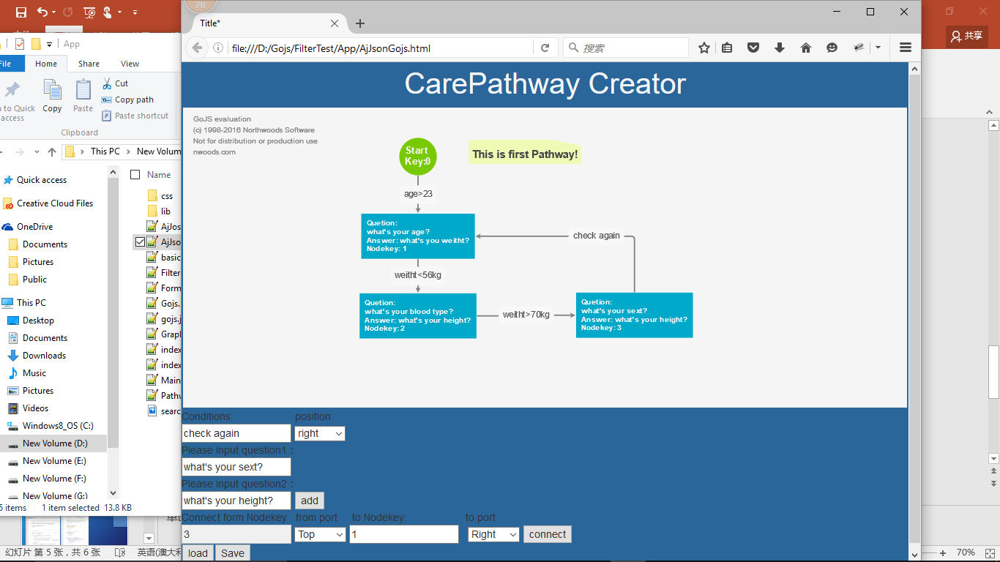 78
Title*
file:///D:/Gojs/FilterTest/App/AjJsonGojs.html
搜索
共享
App
File
Home
Share
View
Copy
Paste
Cut
Copy path
Paste shortcut
access
Clipboard
This PC
New Volum
Name
Quick access
Creative Cloud Files
OneDrive
Documents
Pictures
Public
This PC
Desktop
Documents
Downloads
Music
Pictures
Videos
Windows8_OS (C:)
New Volume (D:)
New Volume (E:)
New Volume (F:)
New Volume (G:)
css
lib
AjJos
AjJso
basic
Filter
Form
Gojs.
gojs.j
Grap
index
index
Main
Pathw
searc
items
1 item selected
13.8 KB
CarePathway Creator
GoJS evaluation
(c) 1998-2016 Northwoods Software
Not for distribution or production use
nwoods.com
Start
Key:0
This is first Pathway!
age>23
Quetion:
what's your age?
Answer: what's you weitht?
Nodekey: 1
check again
weitht<56kg
Quetion:
what's your blood type?
Answer: what's your height?
Nodekey: 2
weitht>70kg
Quetion:
what's your sext?
Answer: what's your height?
Nodekey: 3
Conditions:
position:
check again
right
Please input question1 :
what's your sext?
Please input question2 :
what's your height?
add
Connect form Nodekey
from port
to Nodekey:
to port
3
Top
1
Right
connect
load
Save
幻灯片 第 5 张，共 6 张
英语(澳大利
70%